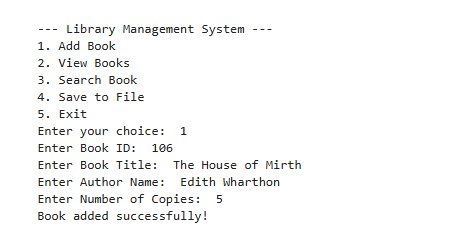 --- Library Management System ---
1. Add Book
2. View Books
3. Search Book
4. Save to File
5. Exit
Enter your choice:  1
Enter Book ID:  106
Enter Book Title:  The House of Mirth
Enter Author Name:  Edith Wharthon
Enter Number of Copies:  5
Book added successfully!